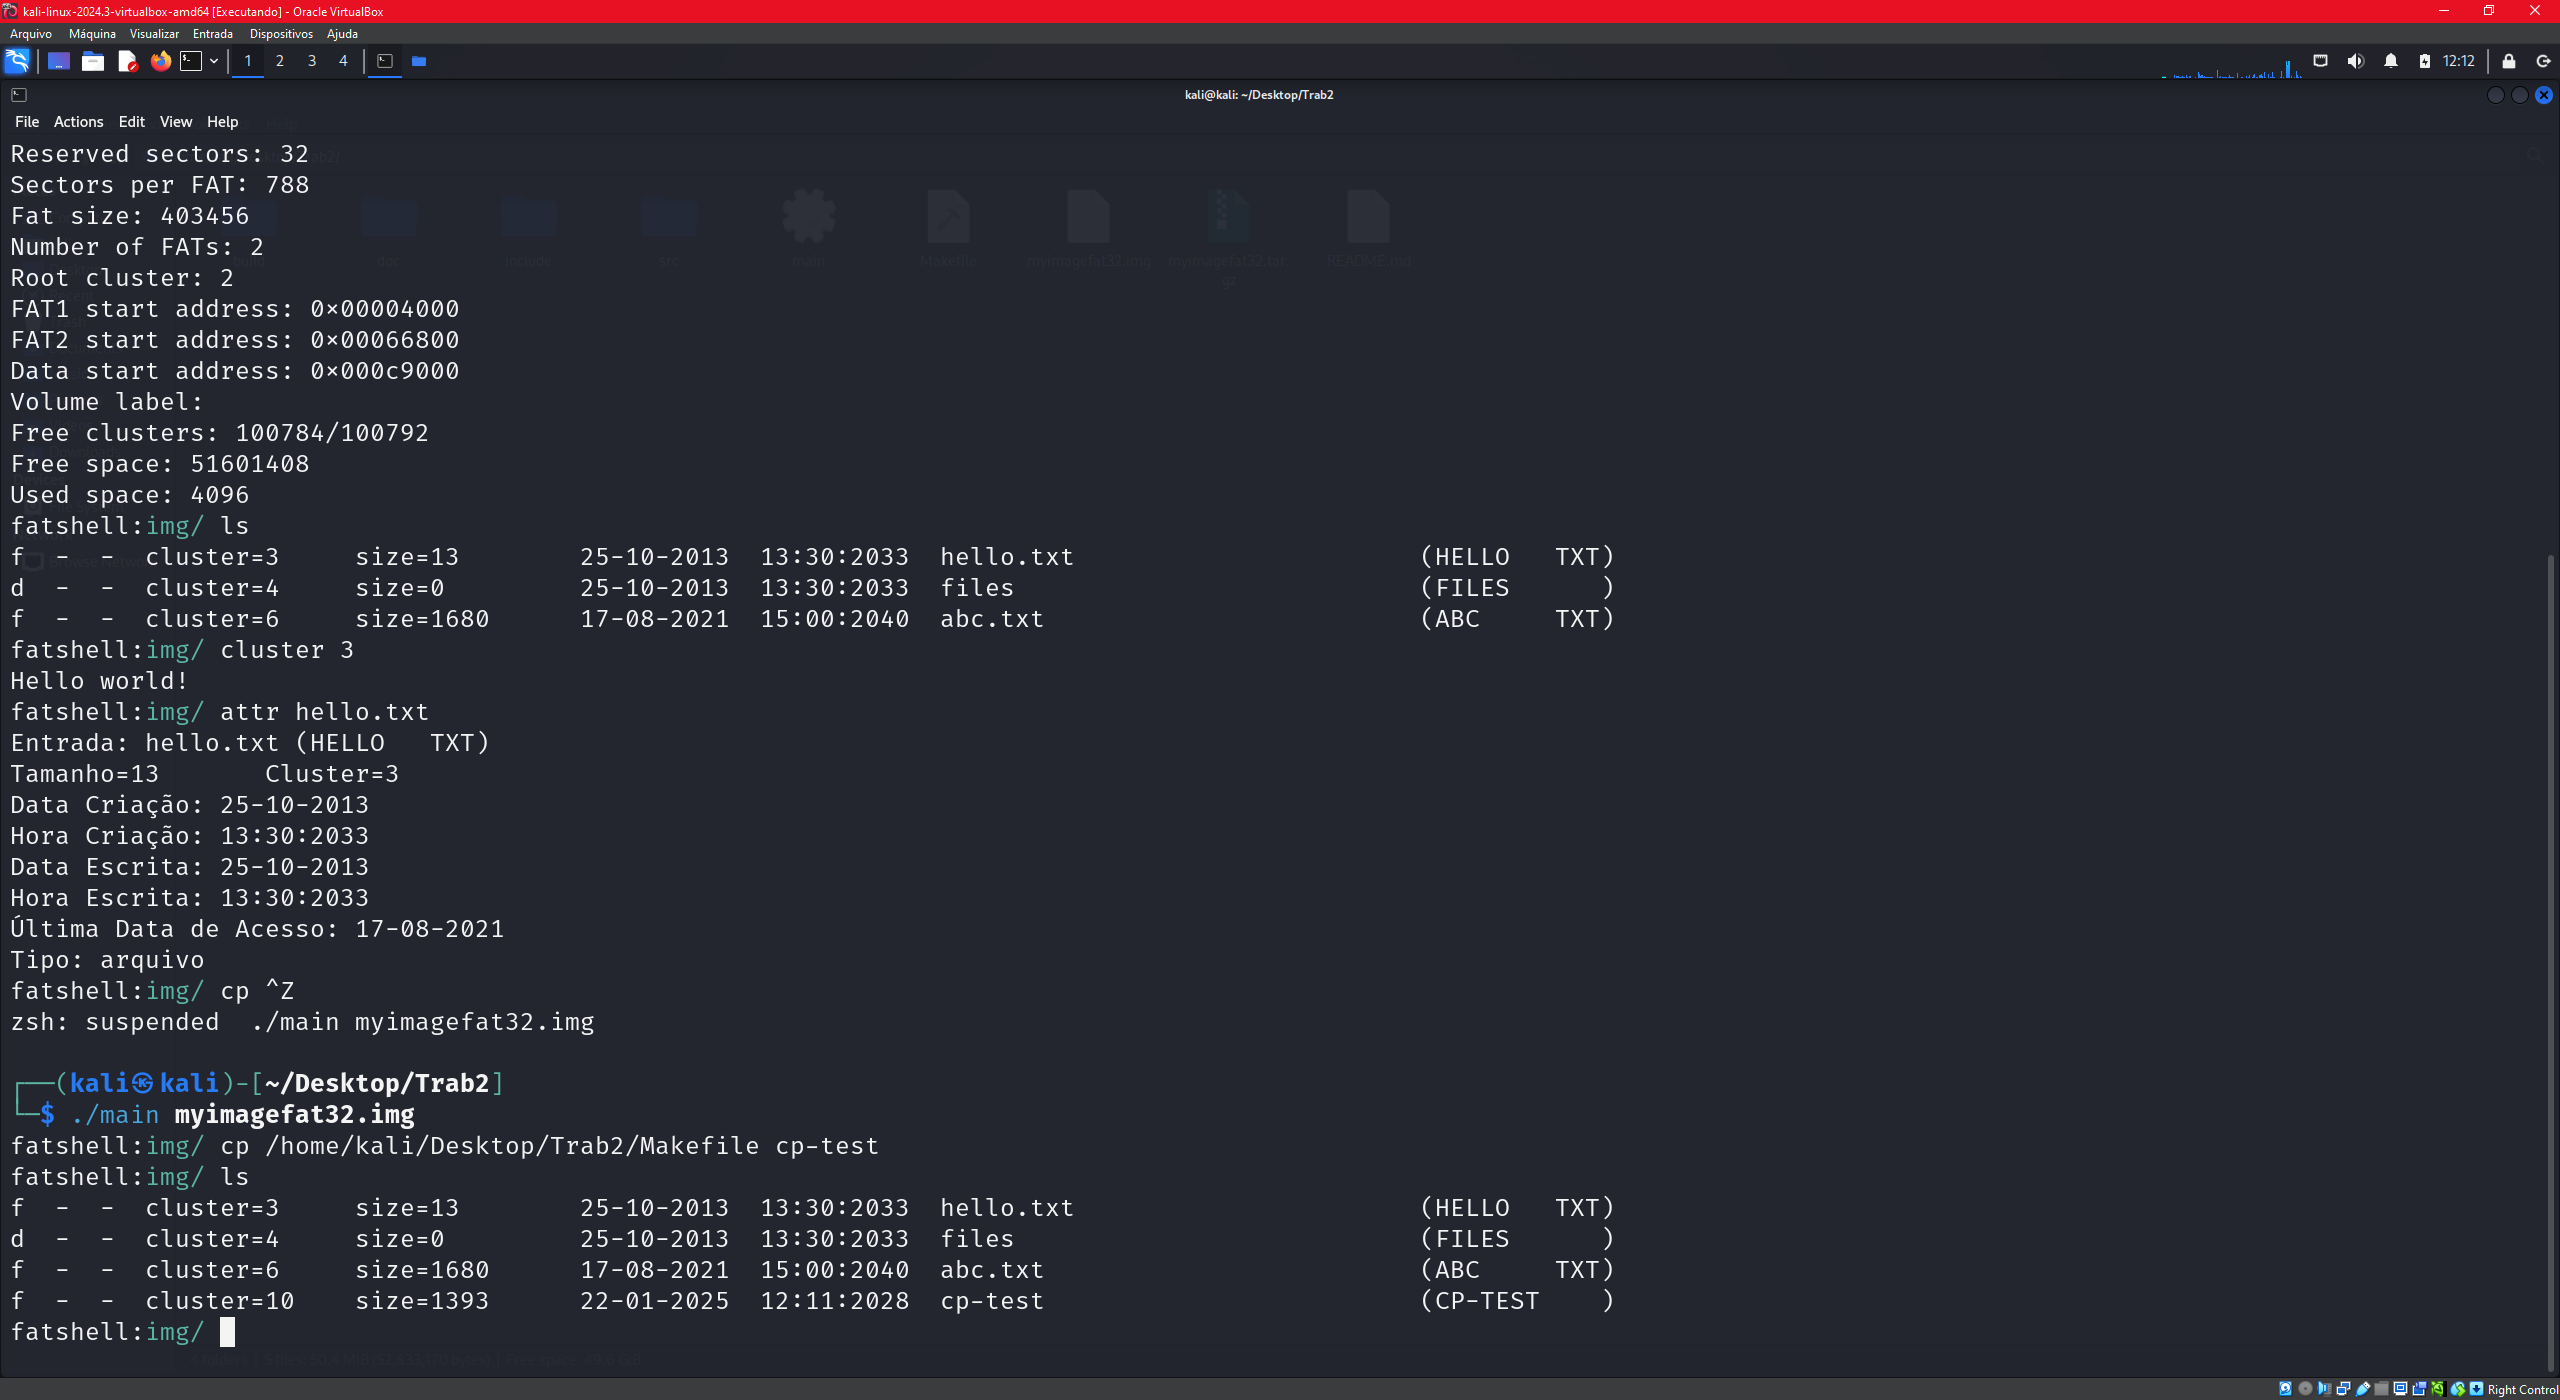 kali-linux-2024.3-virtualbox-amd64 [Executando] - Oracle VirtualBox
Arquivo Máquina Visualizar Entrada Dispositivos Ajuda
1 2 3 4 12:12
kali@kali: ~/Desktop/Trab2
File Actions Edit View Help
Reserved sectors: 32
Sectors per FAT: 788
Fat size: 403456
Number of FATs: 2
Root cluster: 2
FAT1 start address: 0×00004000
FAT2 start address: 0×00066800
Data start address: 0×000c9000
Volume label:
Free clusters: 100784/100792
Free space: 51601408
Used space: 4096
fatshell:img/ ls
f  -  -  cluster=3     size=13        25-10-2013  13:30:2033  hello.txt                       (HELLO   TXT)
d  -  -  cluster=4     size=0         25-10-2013  13:30:2033  files                           (FILES      )
f  -  -  cluster=6     size=1680      17-08-2021  15:00:2040  abc.txt                         (ABC     TXT)
fatshell:img/ cluster 3
Hello world!
fatshell:img/ attr hello.txt
Entrada: hello.txt (HELLO   TXT)
Tamanho=13       Cluster=3
Data Criação: 25-10-2013
Hora Criação: 13:30:2033
Data Escrita: 25-10-2013
Hora Escrita: 13:30:2033
Última Data de Acesso: 17-08-2021
Tipo: arquivo
fatshell:img/ cp ^Z
zsh: suspended  ./main myimagefat32.img
(kali㉿kali)-[~/Desktop/Trab2]
$ ./main myimagefat32.img
fatshell:img/ cp /home/kali/Desktop/Trab2/Makefile cp-test
fatshell:img/ ls
f  -  -  cluster=3     size=13        25-10-2013  13:30:2033  hello.txt                       (HELLO   TXT)
d  -  -  cluster=4     size=0         25-10-2013  13:30:2033  files                           (FILES      )
f  -  -  cluster=6     size=1680      17-08-2021  15:00:2040  abc.txt                         (ABC     TXT)
f  -  -  cluster=10    size=1393      22-01-2025  12:11:2028  cp-test                         (CP-TEST    )
fatshell:img/
Right Control